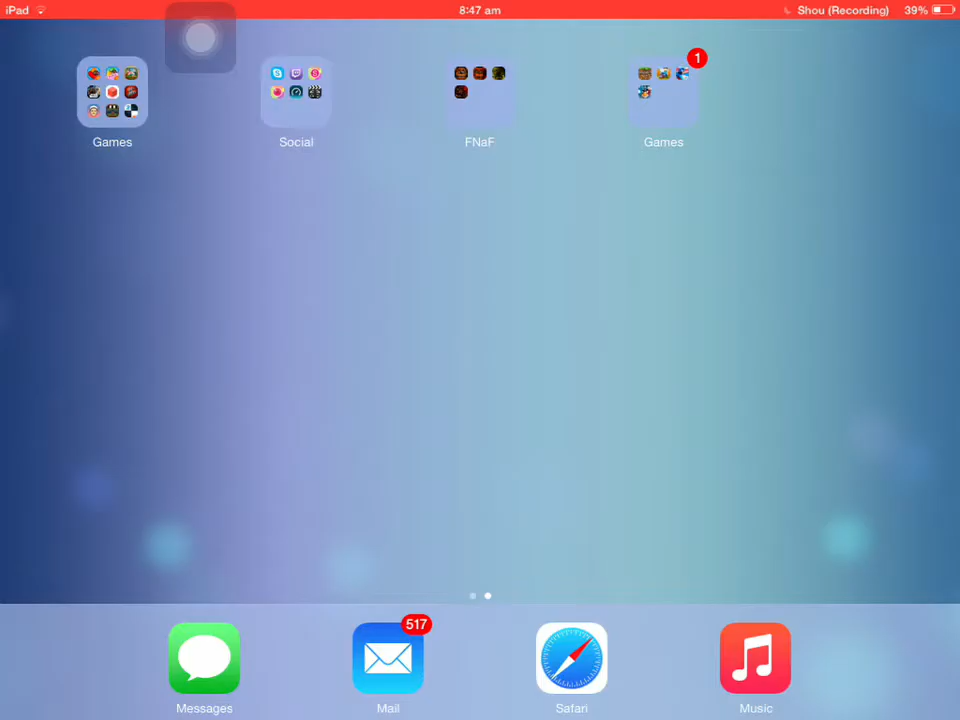 iPad 8:47 am Shou (Recording) 39%
1
Games Social FNaF Games
517
Messages Mail Safari Music